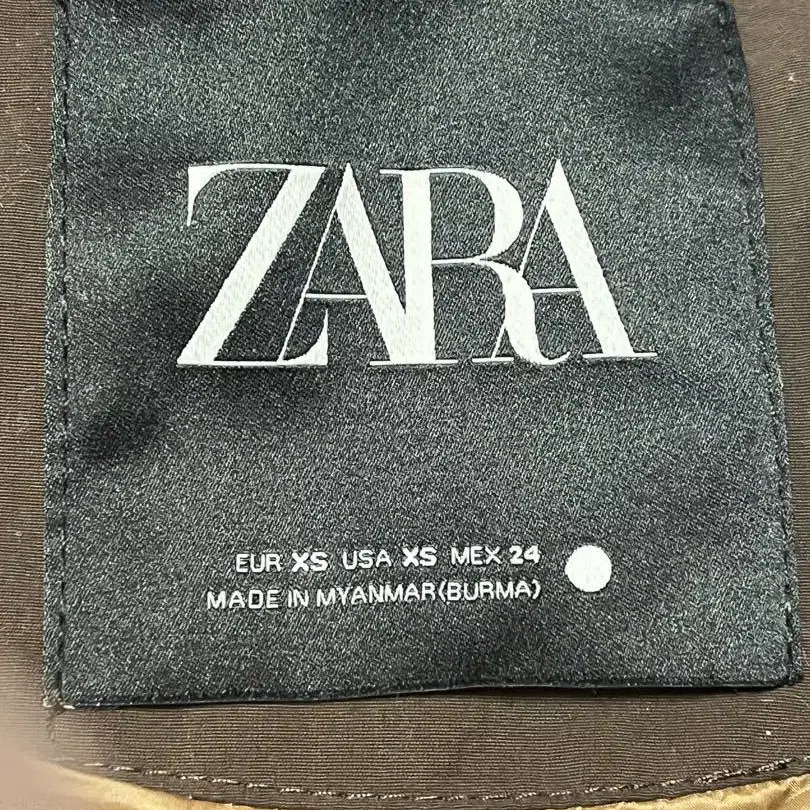 ZARA
EUR XS USA XS MEX 24
MADE IN MYANMAR(BURMA)